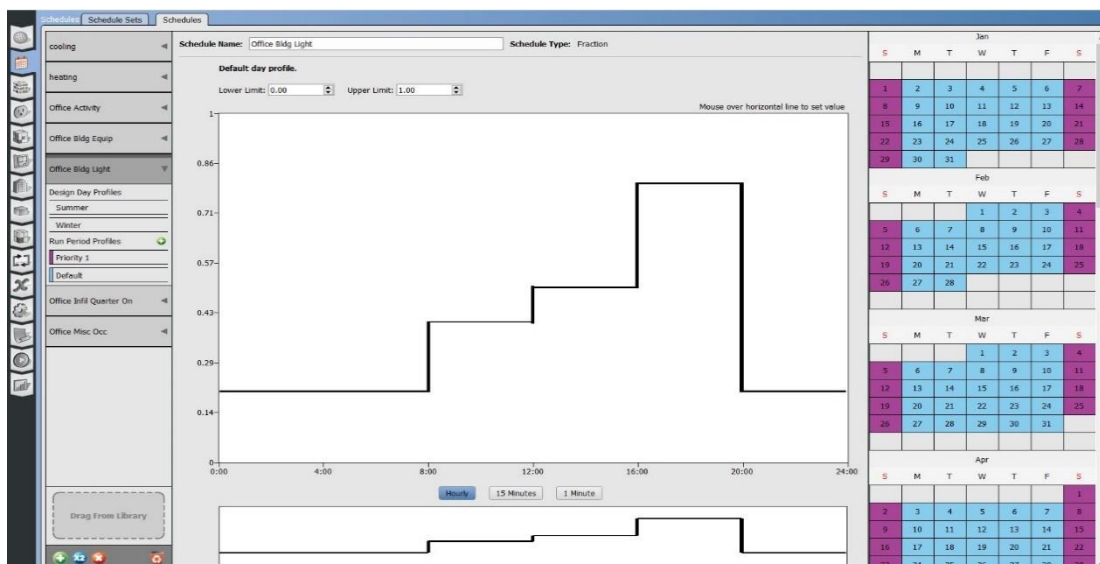 Schedules Schedule Sets Schedules
cooling
heating
Office Activity
Office Bldg Equip
Office Bldg Light
Design Day Profiles
Summer
Winter
Run Period Profiles
Priority 1
Default
Office Infil Quarter On
Office Misc Occ
Drag From Library
x2
Schedule Name: Office Bldg Light Schedule Type: Fraction
Default day profile.
Lower Limit: 0.00 Upper Limit: 1.00
Mouse over horizontal line to set value
1
0.86
0.71
0.57
0.43
0.29
0.14
0
0:00 4:00 8:00 12:00 16:00 20:00 24:00
Hourly 15 Minutes 1 Minute
Jan
S M T W T F S
1 2 3 4 5 6 7
8 9 10 11 12 13 14
15 16 17 18 19 20 21
22 23 24 25 26 27 28
29 30 31
Feb
S M T W T F S
1 2 3 4
5 6 7 8 9 10 11
12 13 14 15 16 17 18
19 20 21 22 23 24 25
26 27 28
Mar
S M T W T F S
1 2 3 4
5 6 7 8 9 10 11
12 13 14 15 16 17 18
19 20 21 22 23 24 25
26 27 28 29 30 31
Apr
S M T W T F S
1
2 3 4 5 6 7 8
9 10 11 12 13 14 15
16 17 18 19 20 21 22